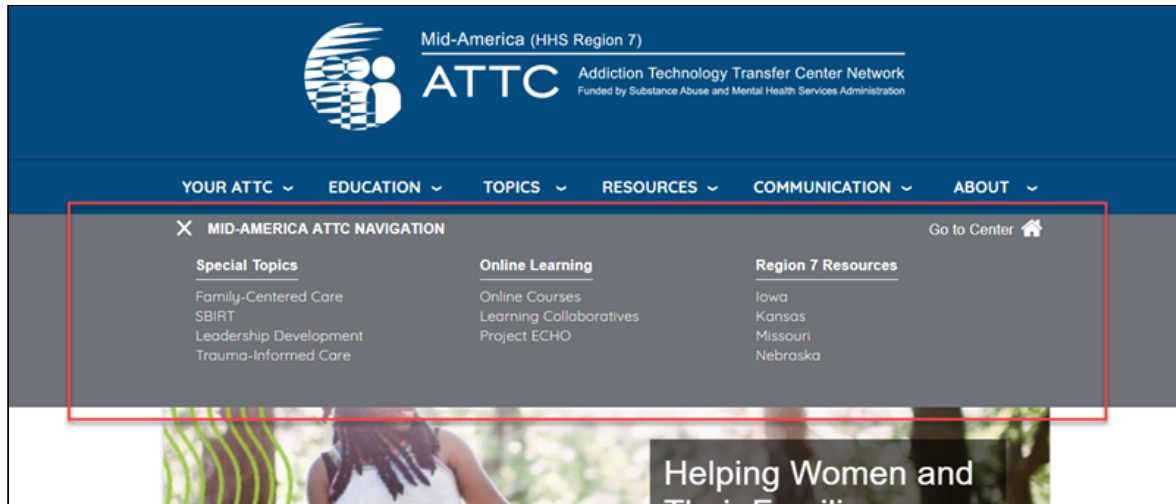 Mid-America (HHS Region 7)
ATTC
Addiction Technology Transfer Center Network
Funded by Substance Abuse and Mental Health Services Administration
YOUR ATTC EDUCATION TOPICS RESOURCES COMMUNICATION ABOUT
MID-AMERICA ATTC NAVIGATION Go to Center
Special Topics
Family-Centered Care
SBIRT
Leadership Development
Trauma-Informed Care
Online Learning
Online Courses
Learning Collaboratives
Project ECHO
Region 7 Resources
Iowa
Kansas
Missouri
Nebraska
Helping Women and